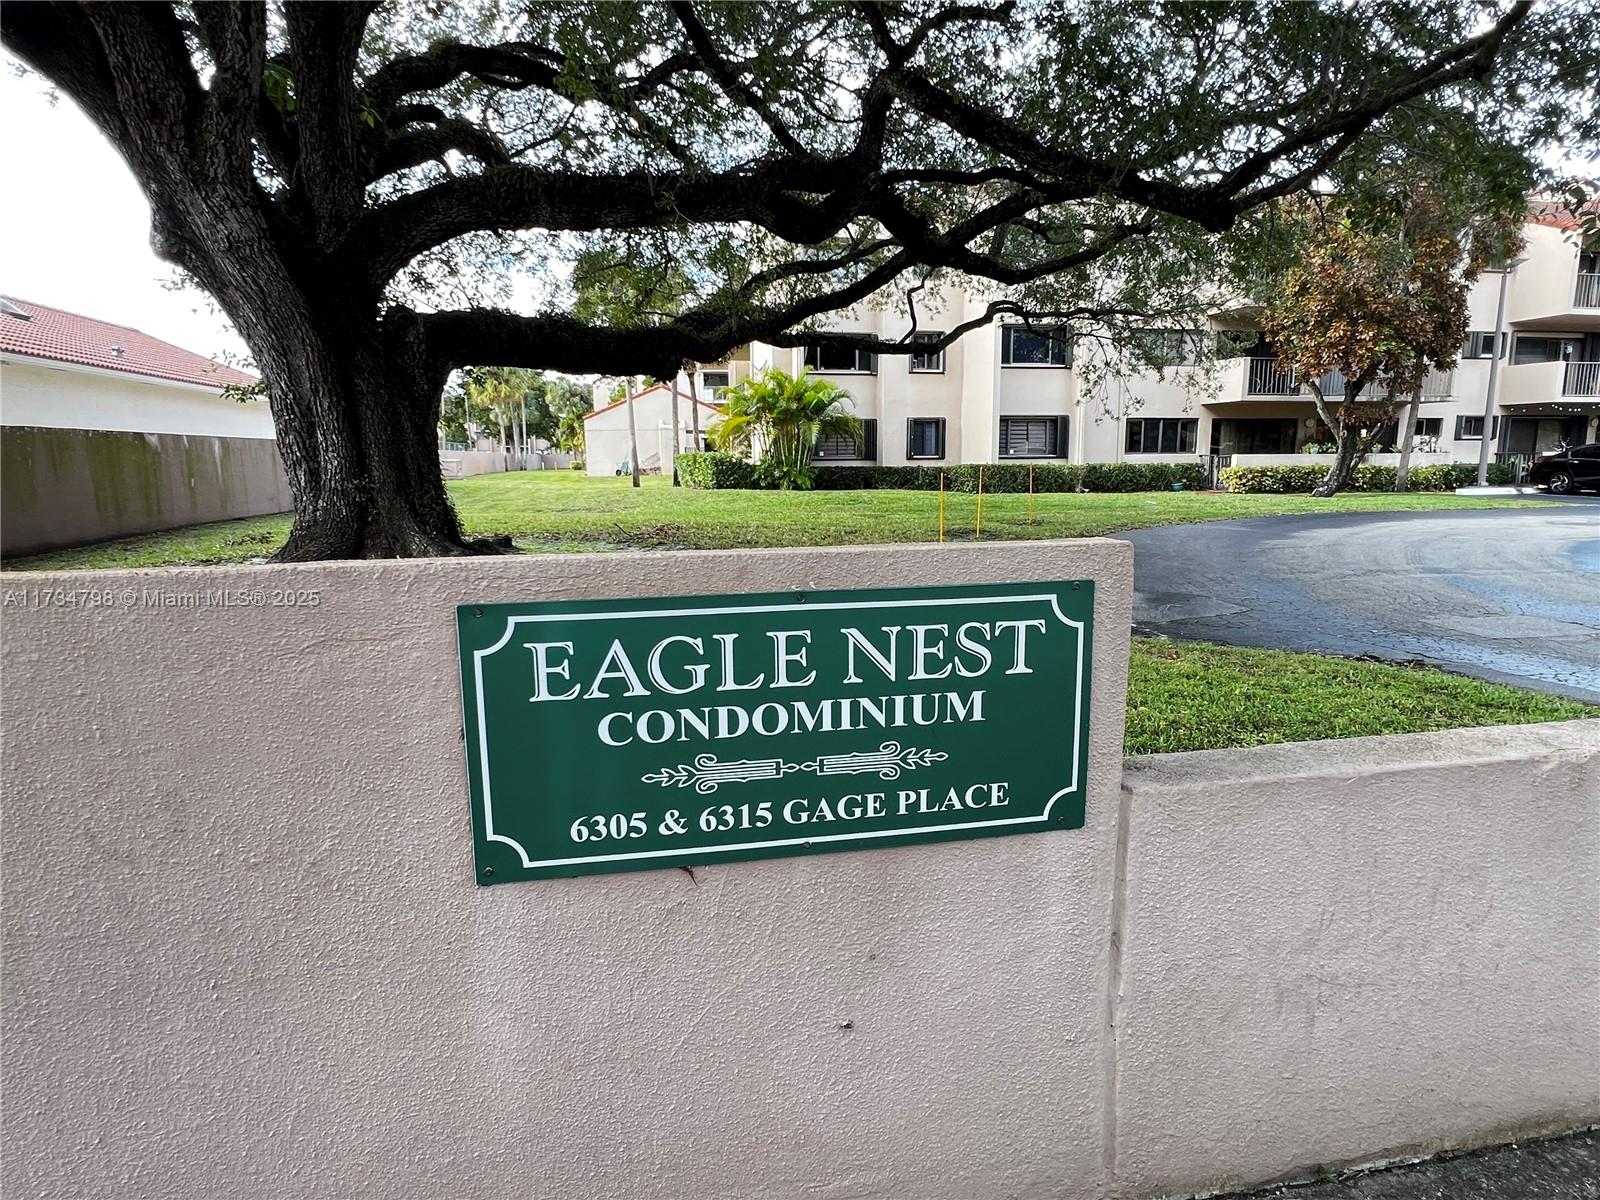 A11734798 © Miami MLS® 2025
EAGLE NEST
CONDOMINIUM
6305 & 6315 GAGE PLACE